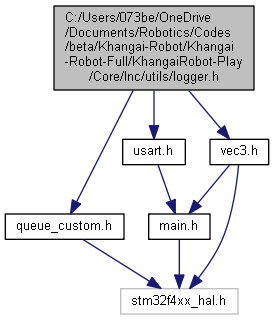 C:/Users/073be/OneDrive
/Documents/Robotics/Codes
/beta/Khangai-Robot/Khangai
-Robot-Full/KhangaiRobot-Play
/Core/Inc/utils/logger.h
usart.h
vec3.h
queue_custom.h
main.h
stm32f4xx_hal.h